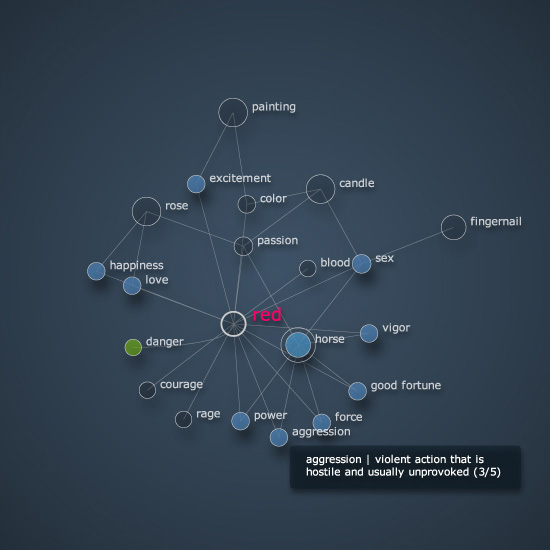 painting
excitement
color
candle
rose
fingernail
passion
happiness
blood
sex
love
red
danger
horse
vigor
courage
good fortune
rage
power
force
aggression
aggression | violent action that is
hostile and usually unprovoked (3/5)